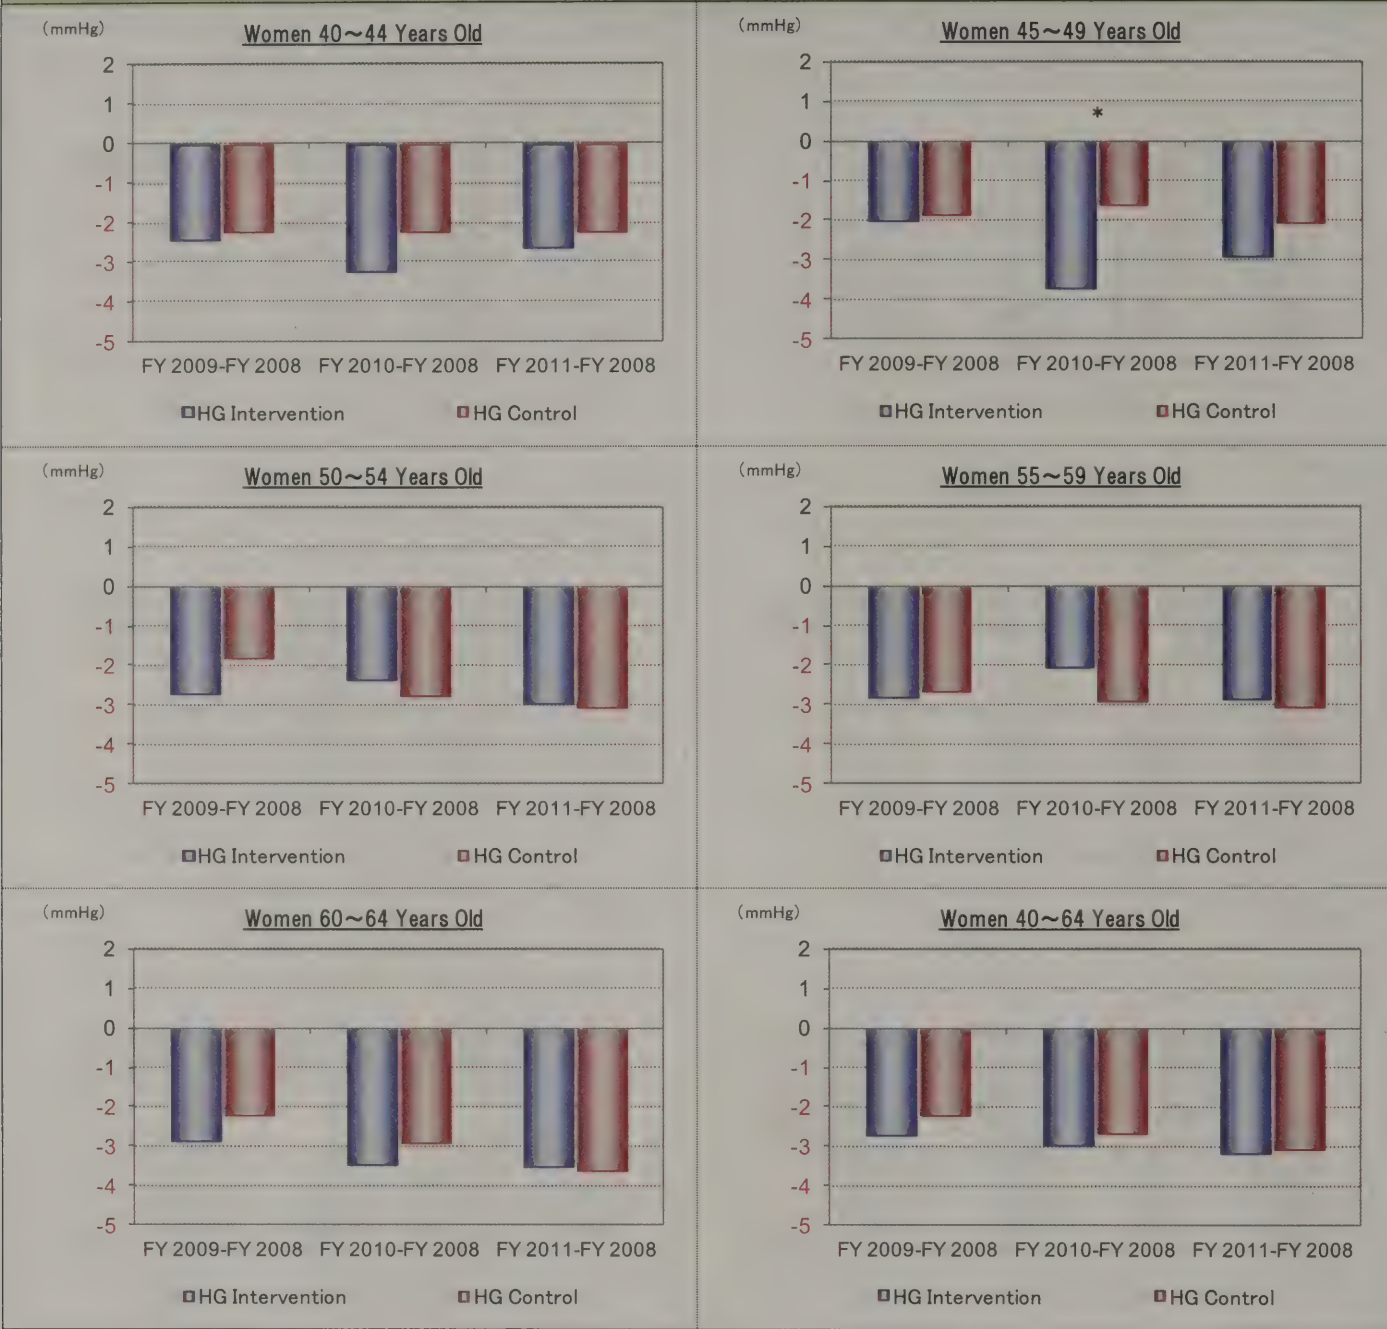 (mmHg)
Women 40～44 Years Old
2
1
0
-1
-2
-3
-4
-5
FY 2009-FY 2008 FY 2010-FY 2008 FY 2011-FY 2008
HG Intervention HG Control
(mmHg)
Women 45～49 Years Old
2
1
*
0
-1
-2
-3
-4
-5
FY 2009-FY 2008 FY 2010-FY 2008 FY 2011-FY 2008
HG Intervention HG Control
(mmHg)
Women 50～54 Years Old
2
1
0
-1
-2
-3
-4
-5
FY 2009-FY 2008 FY 2010-FY 2008 FY 2011-FY 2008
HG Intervention HG Control
(mmHg)
Women 55～59 Years Old
2
1
0
-1
-2
-3
-4
-5
FY 2009-FY 2008 FY 2010-FY 2008 FY 2011-FY 2008
HG Intervention HG Control
(mmHg)
Women 60～64 Years Old
2
1
0
-1
-2
-3
-4
-5
FY 2009-FY 2008 FY 2010-FY 2008 FY 2011-FY 2008
HG Intervention HG Control
(mmHg)
Women 40～64 Years Old
2
1
0
-1
-2
-3
-4
-5
FY 2009-FY 2008 FY 2010-FY 2008 FY 2011-FY 2008
HG Intervention HG Control